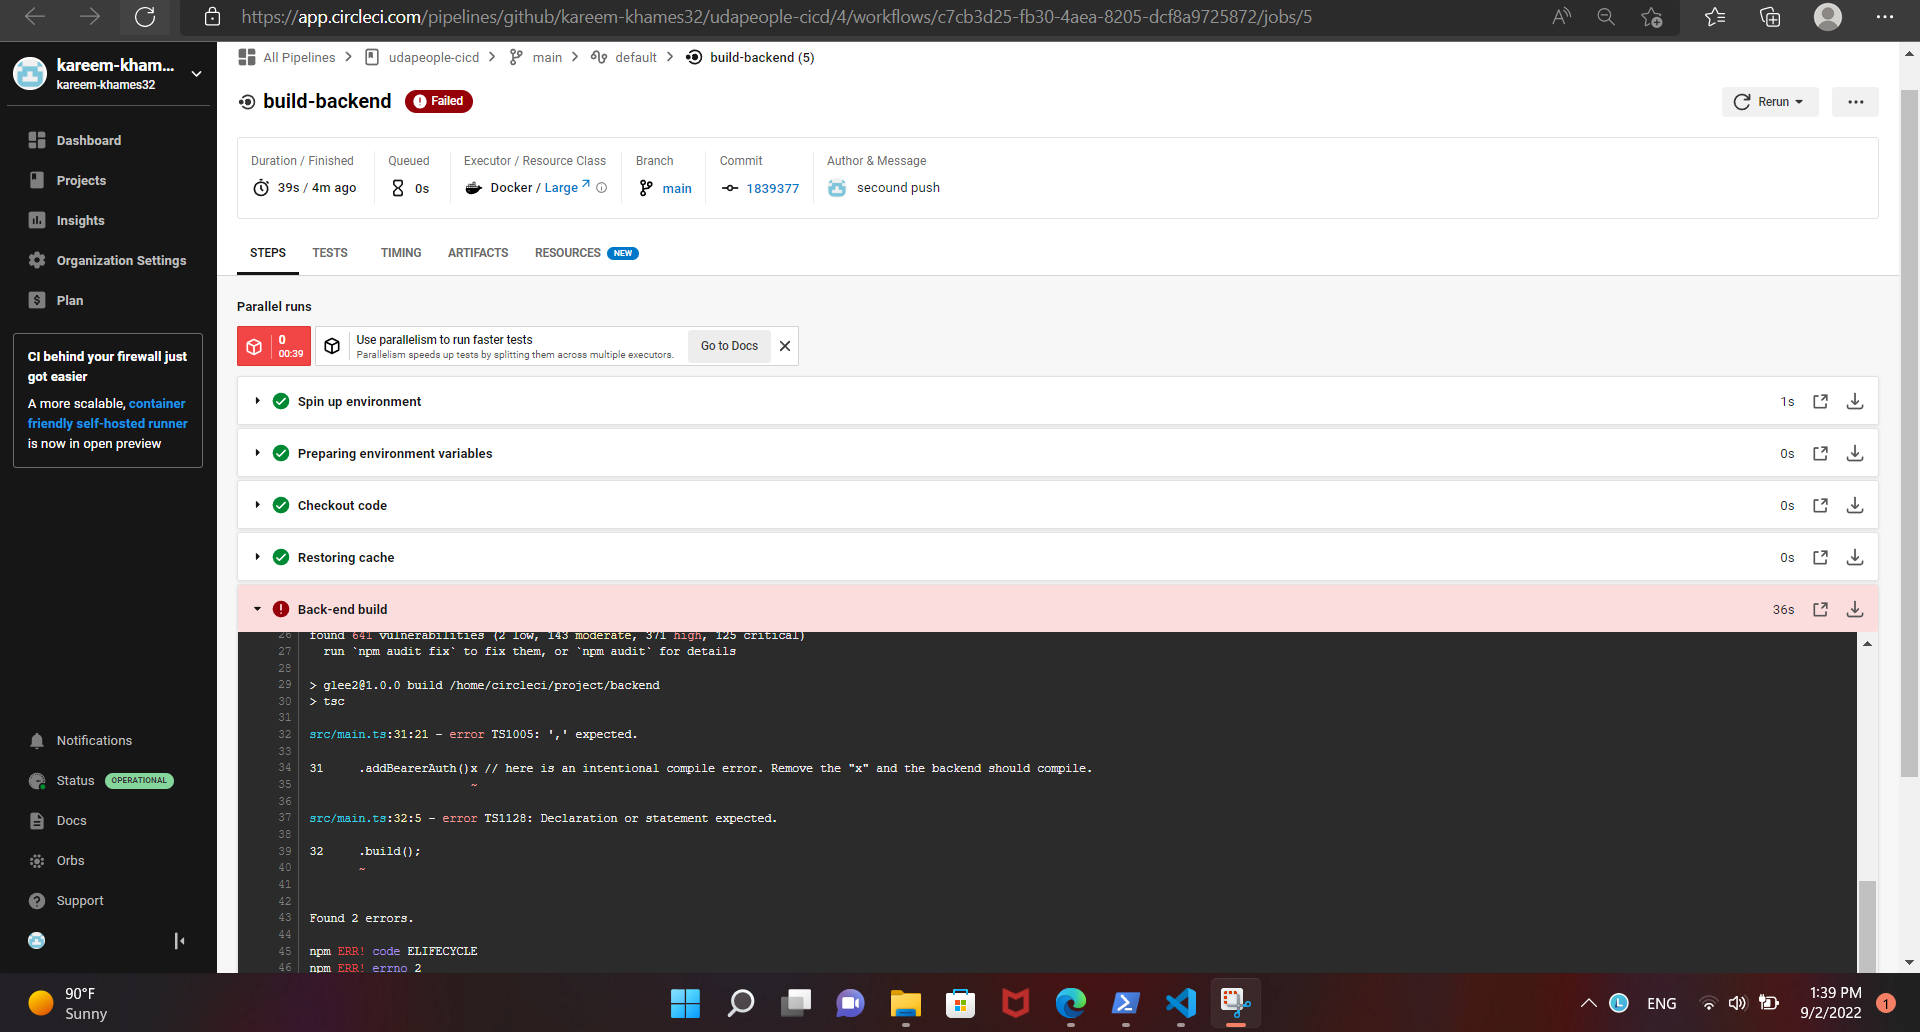 https://app.circleci.com/pipelines/github/kareem-khames32/udapeople-cicd/4/workflows/c7cb3d25-fb30-4aea-8205-dcf8a9725872/jobs/5
kareem-kham...
kareem-khames32
Dashboard
Projects
Insights
Organization Settings
Plan
CI behind your firewall just
got easier
A more scalable, container
friendly self-hosted runner
is now in open preview
Notifications
Status OPERATIONAL
Docs
Orbs
Support
All Pipelines udapeople-cicd main default build-backend (5)
build-backend Failed
Rerun
Duration / Finished Queued Executor / Resource Class Branch Commit Author & Message
39s / 4m ago 0s Docker / Large main 1839377 secound push
STEPS TESTS TIMING ARTIFACTS RESOURCES NEW
Parallel runs
0
00:39
Use parallelism to run faster tests
Parallelism speeds up tests by splitting them across multiple executors.
Go to Docs
Spin up environment 1s
Preparing environment variables 0s
Checkout code 0s
Restoring cache 0s
Back-end build 36s
26 found 641 vulnerabilities (2 low, 143 moderate, 371 high, 125 critical)
27 run `npm audit fix` to fix them, or `npm audit` for details
28
29 > glee2@1.0.0 build /home/circleci/project/backend
30 > tsc
31
32 src/main.ts:31:21 - error TS1005: ',' expected.
33
34 31 .addBearerAuth()x // here is an intentional compile error. Remove the "x" and the backend should compile.
35 ~
36
37 src/main.ts:32:5 - error TS1128: Declaration or statement expected.
38
39 32 .build();
40 ~
41
42
43 Found 2 errors.
44
45 npm ERR! code ELIFECYCLE
46 npm ERR! errno 2
90°F
Sunny
ENG
1:39 PM
9/2/2022
1